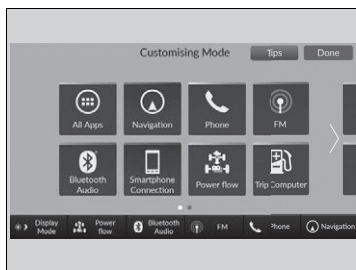 Customising Mode Tips Done
All Apps Navigation Phone FM
Bluetooth Audio Smartphone Connection Power flow Trip Computer
Display Mode Power flow Bluetooth Audio FM Phone Navigation